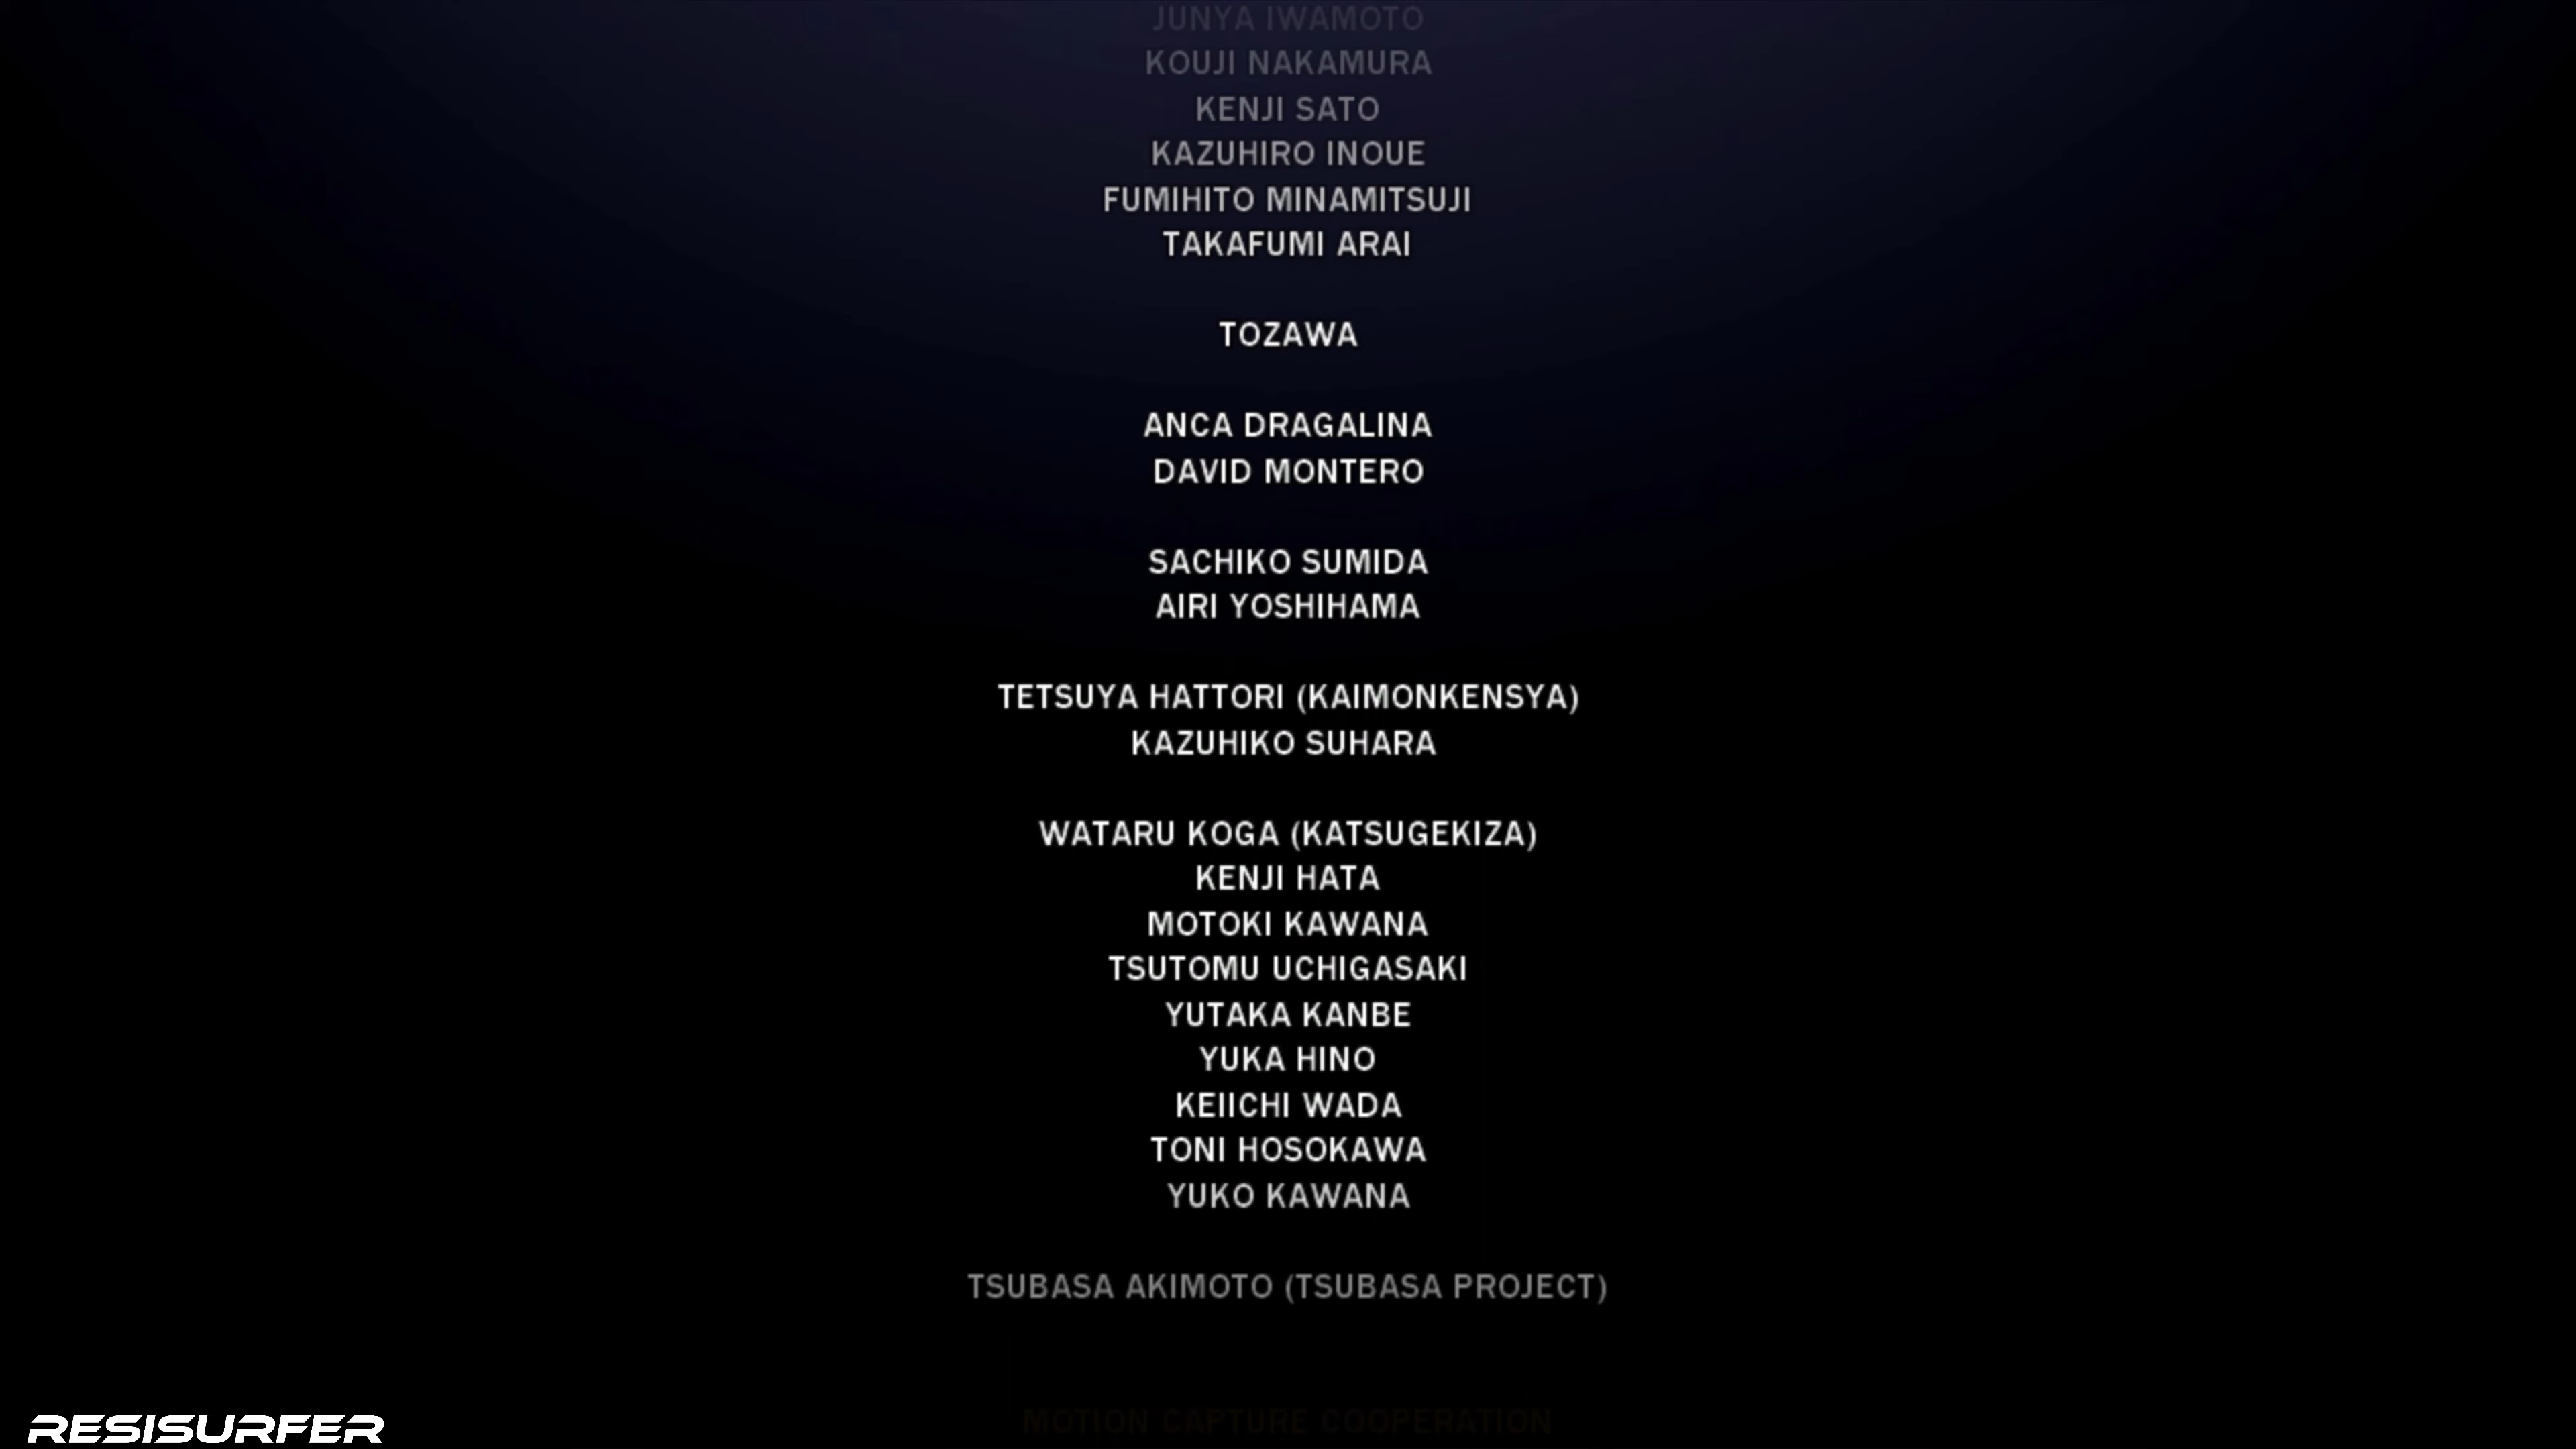 JUNYA IWAMOTO
KOUJI NAKAMURA
KENJI SATO
KAZUHIRO INOUE
FUMIHITO MINAMITSUJI
TAKAFUMI ARAI
TOZAWA
ANCA DRAGALINA
DAVID MONTERO
SACHIKO SUMIDA
AIRI YOSHIHAMA
TETSUYA HATTORI (KAIMONKENSYA)
KAZUHIKO SUHARA
WATARU KOGA (KATSUGEKIZA)
KENJI HATA
MOTOKI KAWANA
TSUTOMU UCHIGASAKI
YUTAKA KANBE
YUKA HINO
KEIICHI WADA
TONI HOSOKAWA
YUKO KAWANA
TSUBASA AKIMOTO (TSUBASA PROJECT)
MOTION CAPTURE COOPERATION
RESISURFER